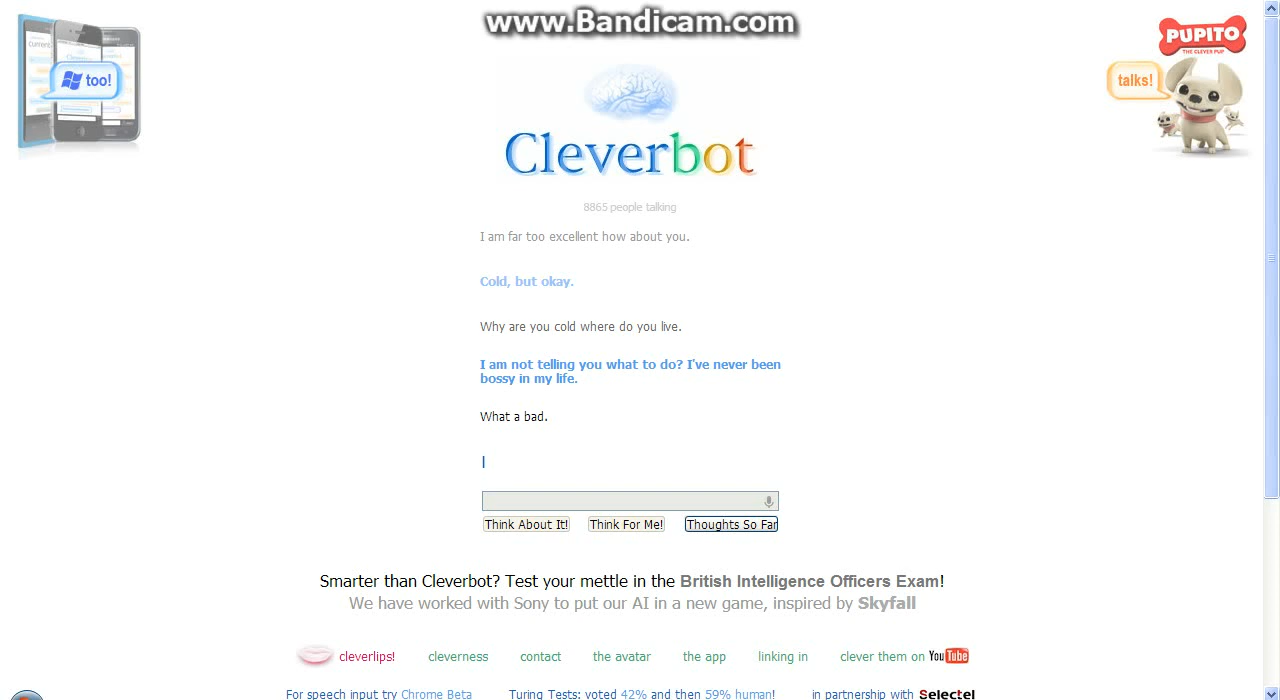 www.Bandicam.com
current
too!
PUPITO
THE CLEVER PUP
talks!
Cleverbot
8865 people talking
I am far too excellent how about you.
Cold, but okay.
Why are you cold where do you live.
I am not telling you what to do? I've never been
bossy in my life.
What a bad.
Think About It! Think For Me! Thoughts So Far
Smarter than Cleverbot? Test your mettle in the British Intelligence Officers Exam!
We have worked with Sony to put our AI in a new game, inspired by Skyfall
cleverlips! cleverness contact the avatar the app linking in clever them on YouTube
For speech input try Chrome Beta Turing Tests: voted 42% and then 59% human! in partnership with Selectel